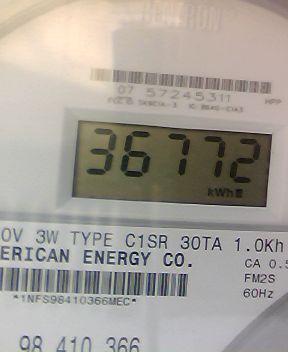 07 57245311
36772
kWh
0V 3W TYPE C1SR 30TA 1.0Kh
ERICAN ENERGY CO.
CA 0.5
FM2S
*1NFS98410366MEC*
60Hz
98 410 366